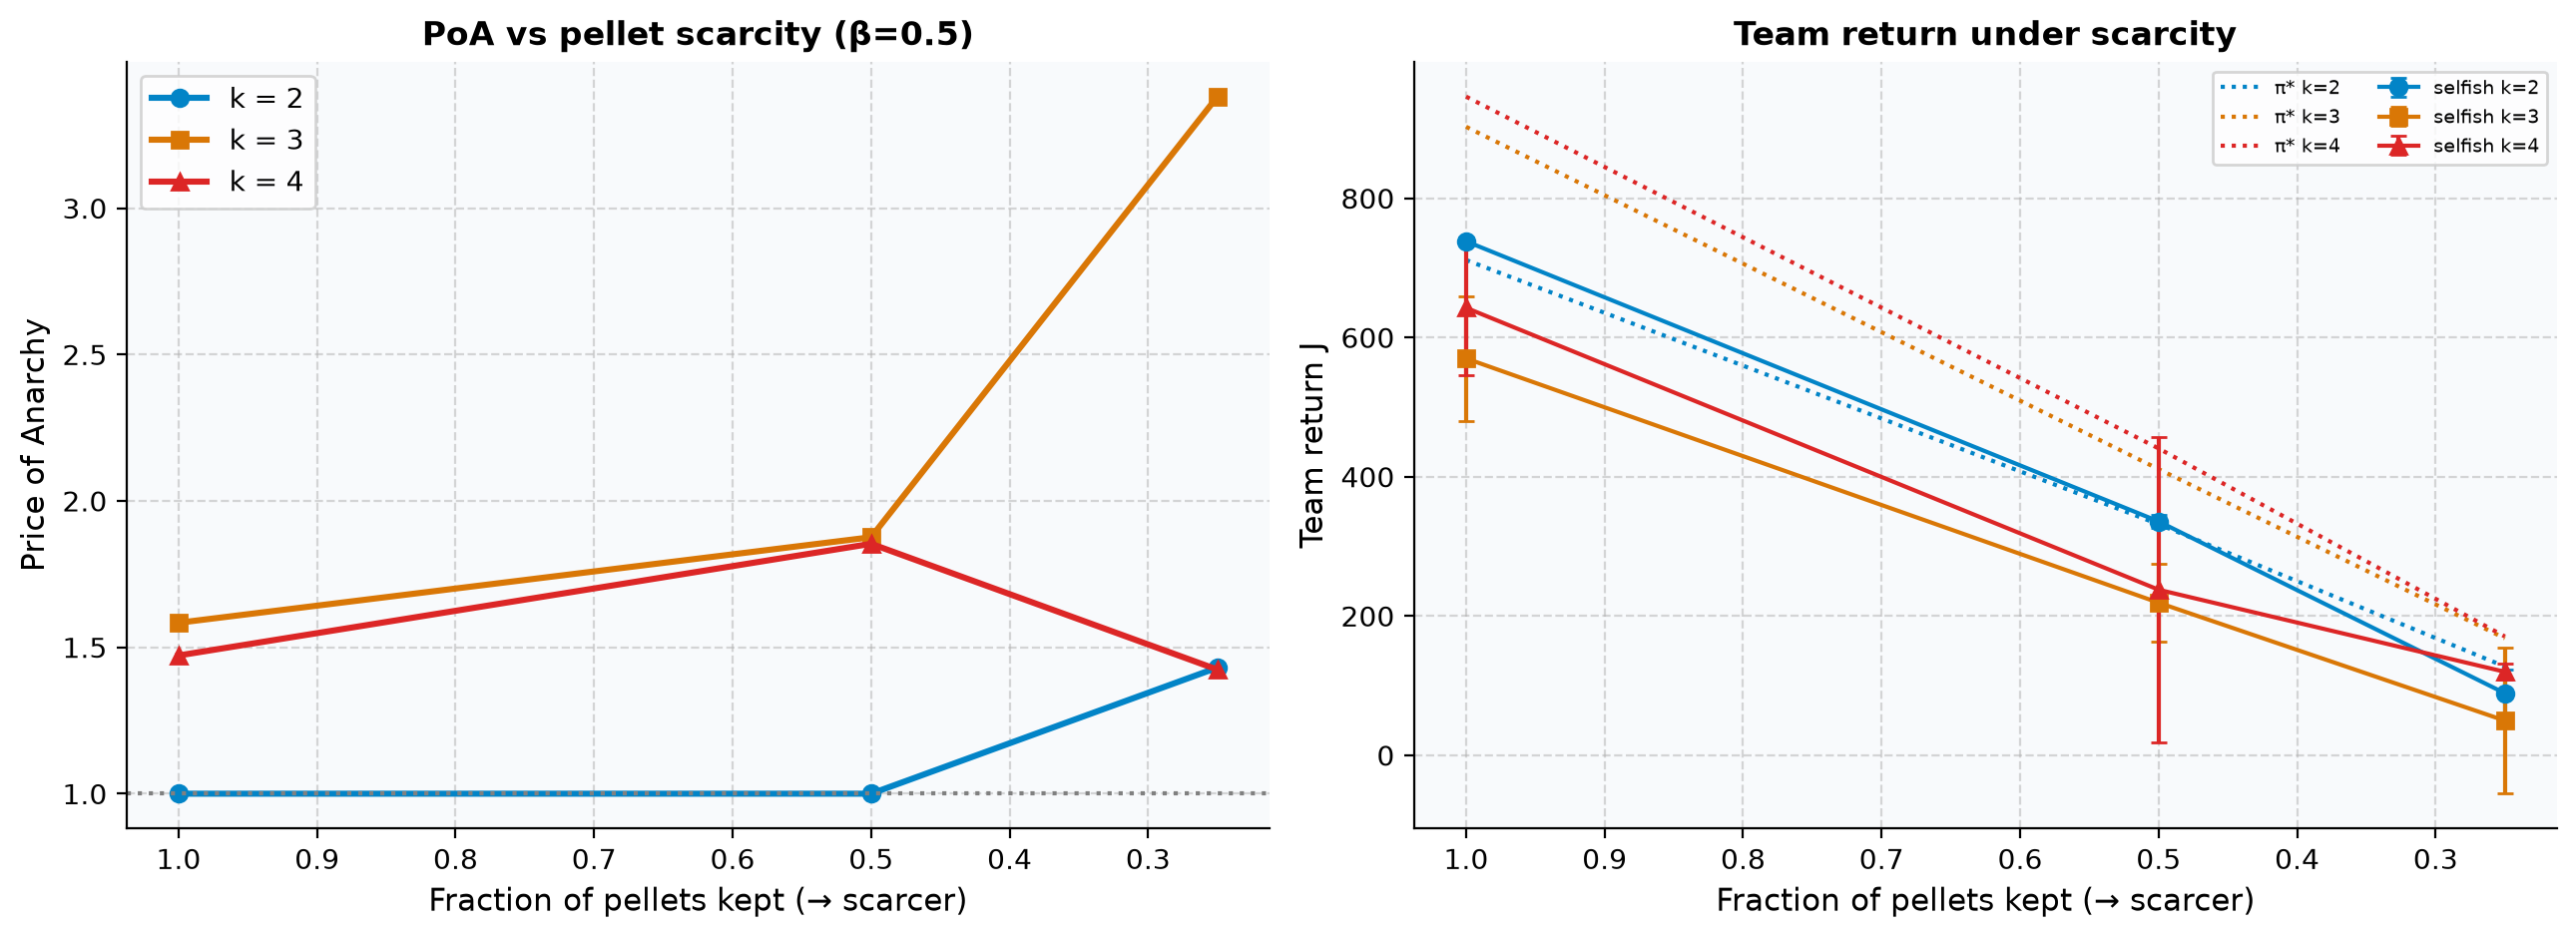 PoA vs pellet scarcity (β=0.5)
k = 2
k = 3
k = 4
Price of Anarchy
3.0
2.5
2.0
1.5
1.0
1.0 0.9 0.8 0.7 0.6 0.5 0.4 0.3
Fraction of pellets kept (→ scarcer)
Team return under scarcity
π* k=2 selfish k=2
π* k=3 selfish k=3
π* k=4 selfish k=4
Team return J
800
600
400
200
0
1.0 0.9 0.8 0.7 0.6 0.5 0.4 0.3
Fraction of pellets kept (→ scarcer)